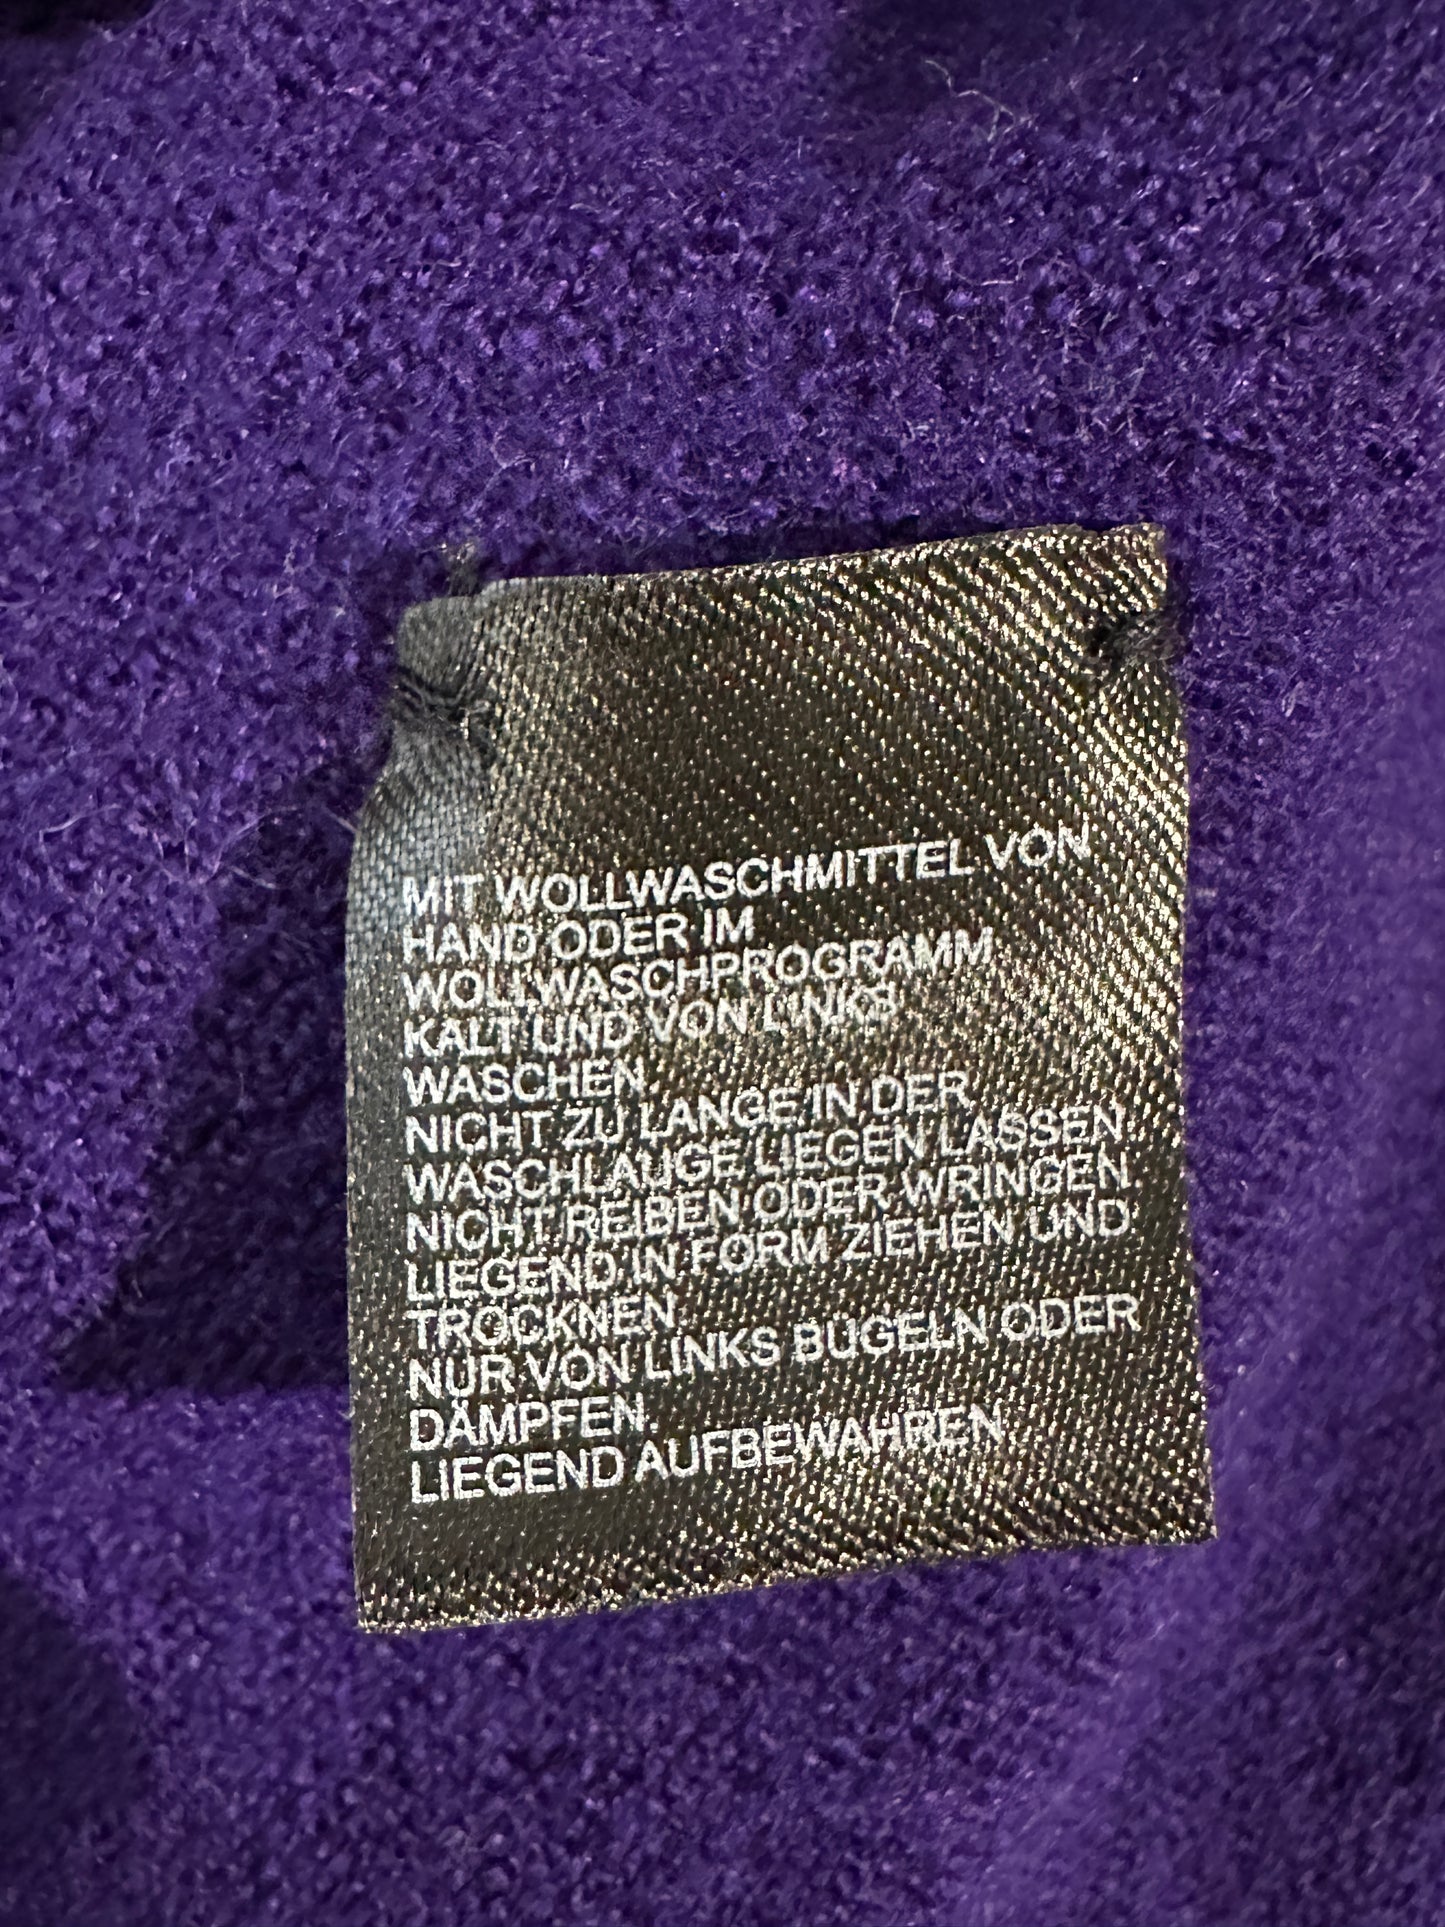 MIT WOLLWASCHMITTEL VON
HAND ODER IM
WOLLWASCHPROGRAMM
KALT UND VON LINKS
WASCHEN.
NICHT ZU LANGE IN DER
WASCHLAUGE LIEGEN LASSEN.
NICHT REIBEN ODER WRINGEN.
LIEGEND IN FORM ZIEHEN UND
TROCKNEN.
NUR VON LINKS BÜGELN ODER
DÄMPFEN.
LIEGEND AUFBEWAHREN.